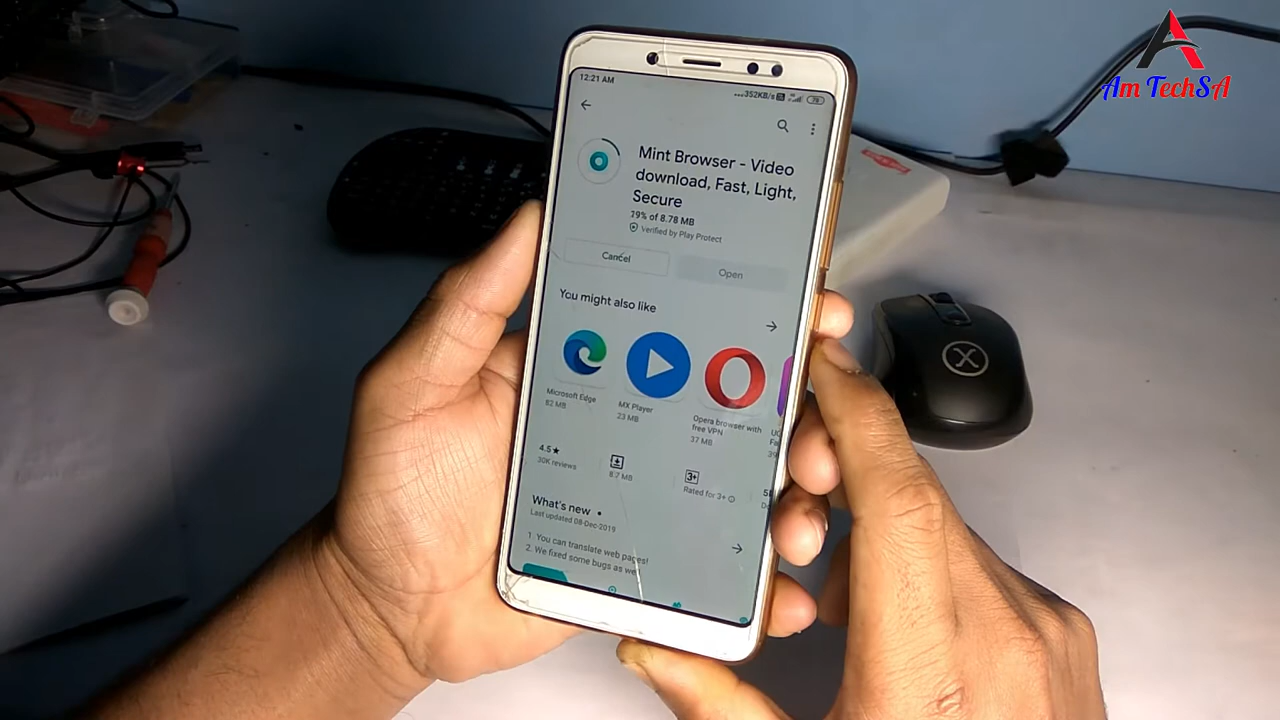 Am TechSA
12:21 AM
352KB/s
79
Mint Browser - Video
download, Fast, Light,
Secure
19% of 8.78 MB
Verified by Play Protect
Cancel
Open
You might also like
Microsoft Edge
82 MB
MX Player
23 MB
Opera browser with
free VPN
37 MB
UC
4.5★
30K reviews
8.7 MB
3+
Rated for 3+
What's new
Last updated 08-Dec-2019
1. You can translate web pages!
2. We fixed some bugs as well
X